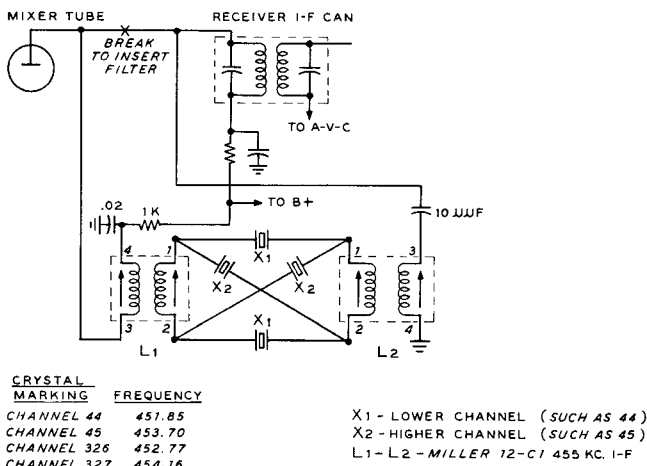 MIXER TUBE
RECEIVER I-F CAN
BREAK
TO INSERT
FILTER
TO A-V-C
TO B+
.02
1K
10 µµF
4
1
X1
1
3
X2
X2
3
2
X1
2
4
L1
L2
CRYSTAL
MARKING FREQUENCY
CHANNEL 44 451.85
CHANNEL 45 453.70
CHANNEL 326 452.77
CHANNEL 327 454.16
X1 - LOWER CHANNEL (SUCH AS 44)
X2 - HIGHER CHANNEL (SUCH AS 45)
L1 - L2 - MILLER 12-C1 455 KC. I-F